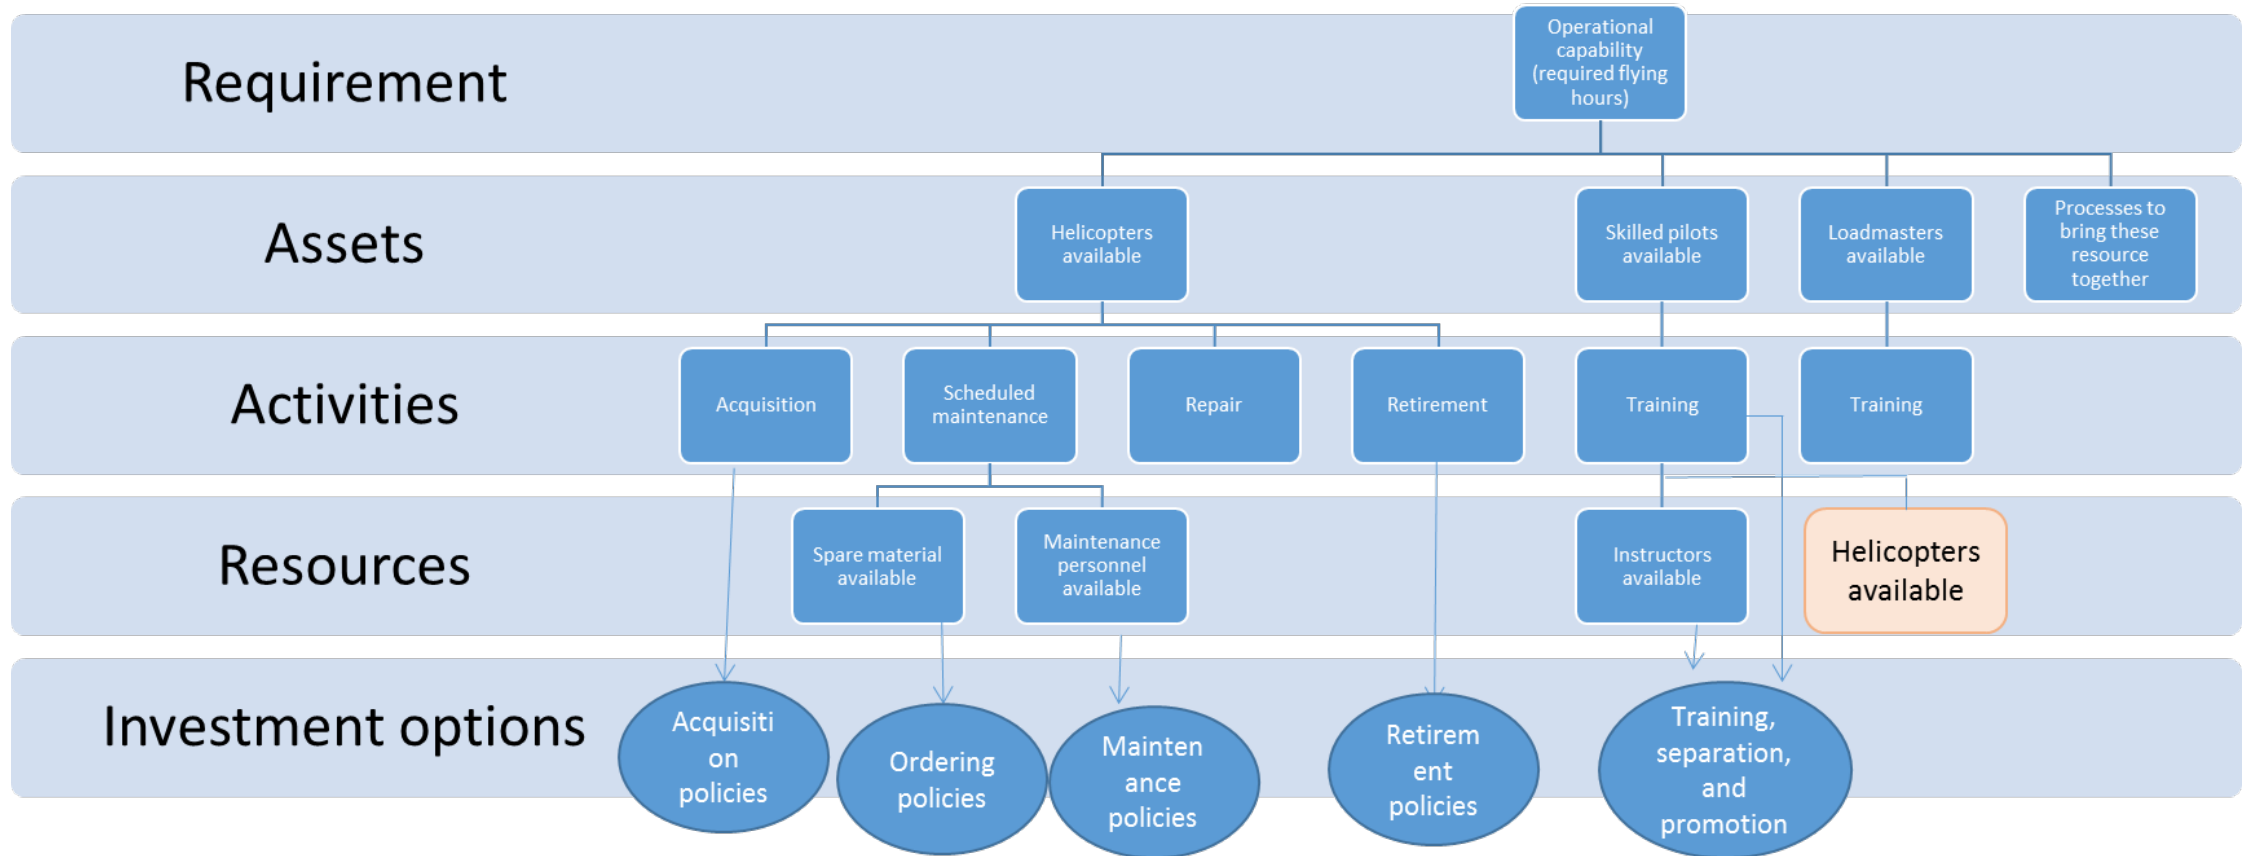 Requirement
Operational
capability
(required flying
hours)
Assets
Helicopters
available
Skilled pilots
available
Loadmasters
available
Processes to
bring these
resource
together
Activities
Acquisition
Scheduled
maintenance
Repair
Retirement
Training
Training
Resources
Spare material
available
Maintenance
personnel
available
Instructors
available
Helicopters
available
Investment options
Acquisiti
on
policies
Ordering
policies
Mainten
ance
policies
Retirem
ent
policies
Training,
separation,
and
promotion